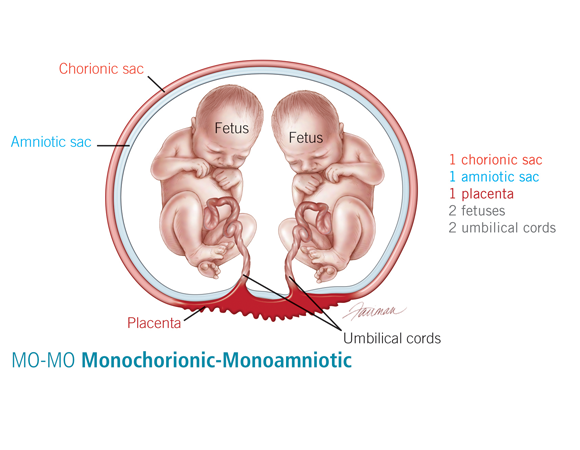 Chorionic sac
Amniotic sac
Fetus
Fetus
1 chorionic sac
1 amniotic sac
1 placenta
2 fetuses
2 umbilical cords
Placenta
Fairman
Umbilical cords
MO-MO Monochorionic-Monoamniotic